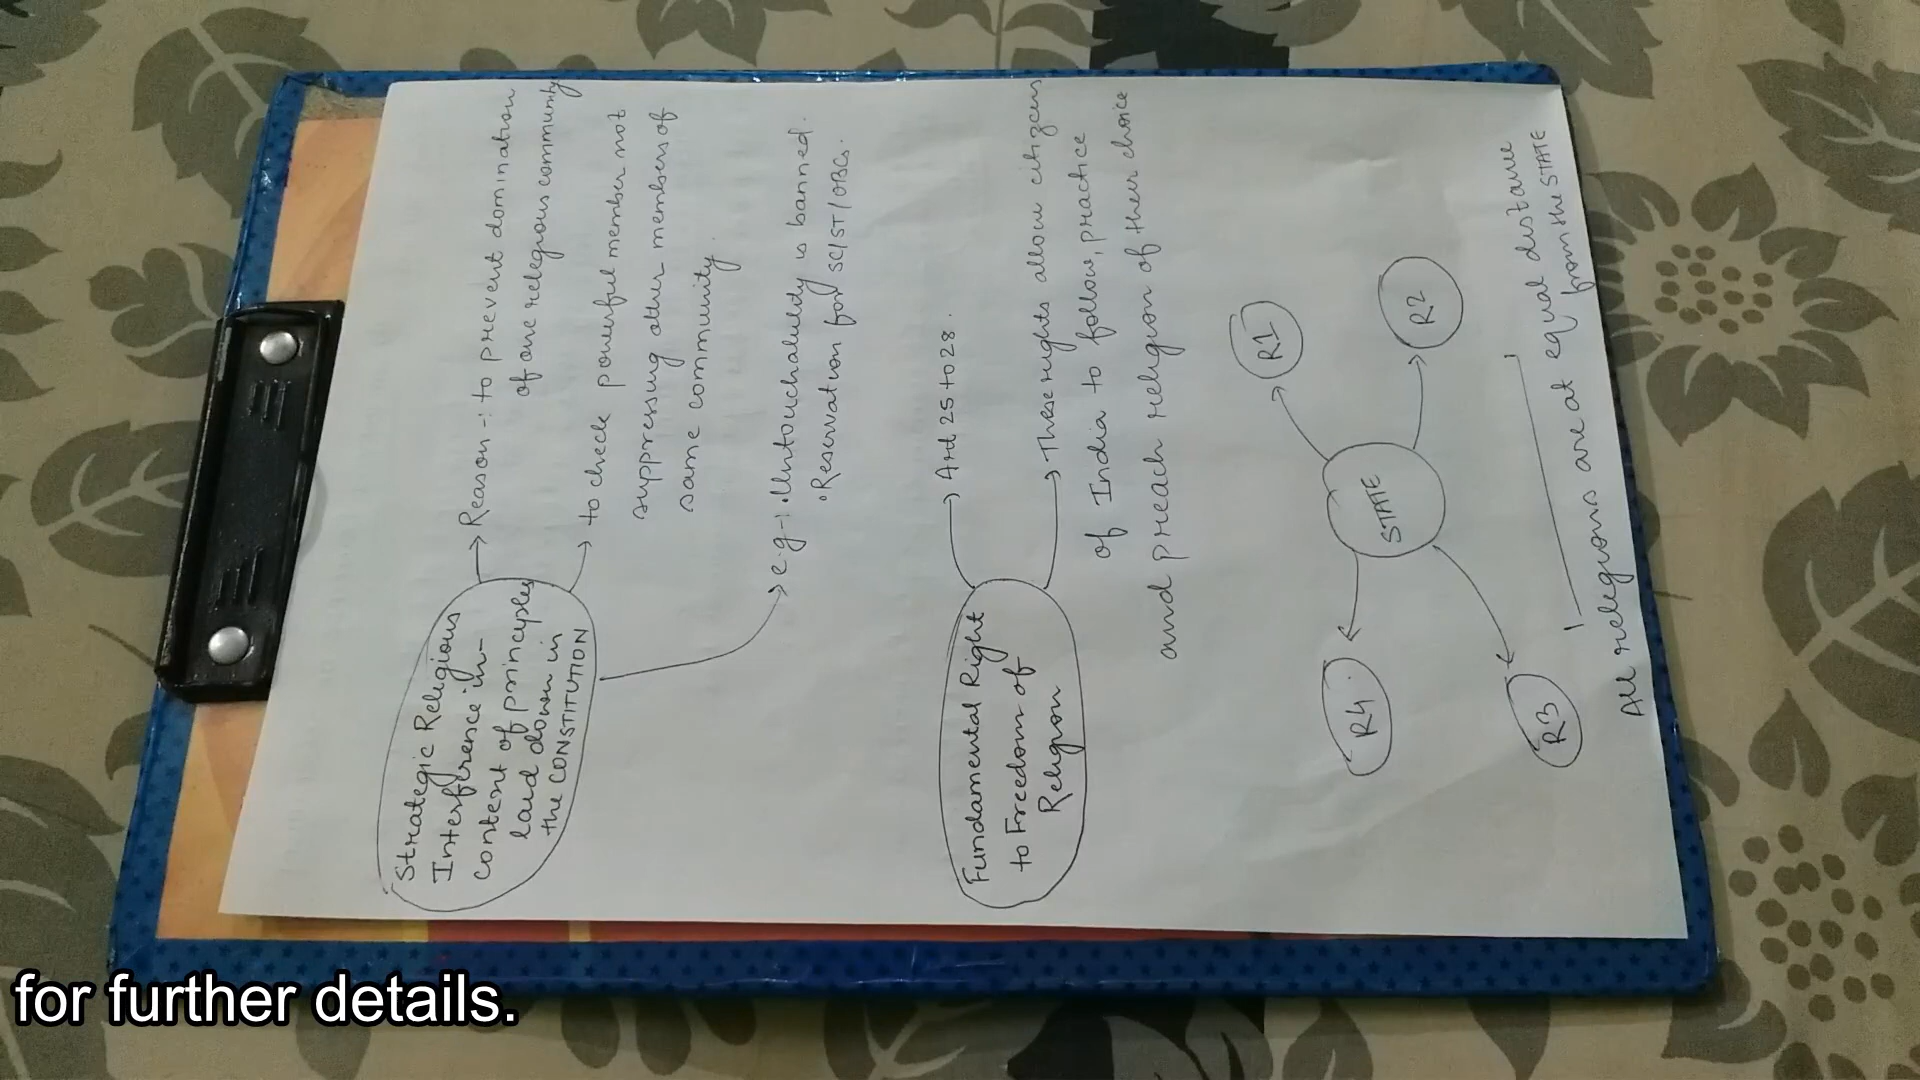 Strategic Religious
Interference in-
content of principles
laid down in
the CONSTITUTION
Reason -: to prevent domination
of one religious community
to check powerful member not
suppressing other members of
same community.
e.g-: •Untouchability is banned.
•Reservation for SC/ST/OBCs.
Fundamental Right
to Freedom of
Religion
Art 25 to 28.
These rights allow citizens
of India to follow, practice
and preach religion of their choice
R1
R2
STATE
R4.
R3
All religions are at equal distance
from the STATE
for further details.